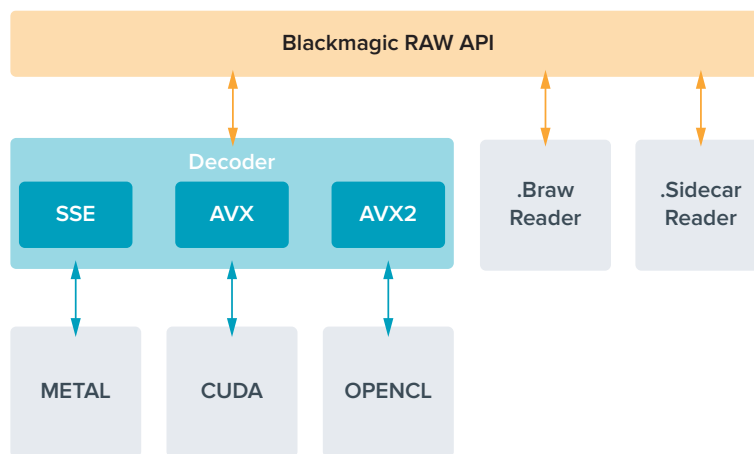 Blackmagic RAW API
Decoder
SSE
AVX
AVX2
.Braw
Reader
.Sidecar
Reader
METAL
CUDA
OPENCL